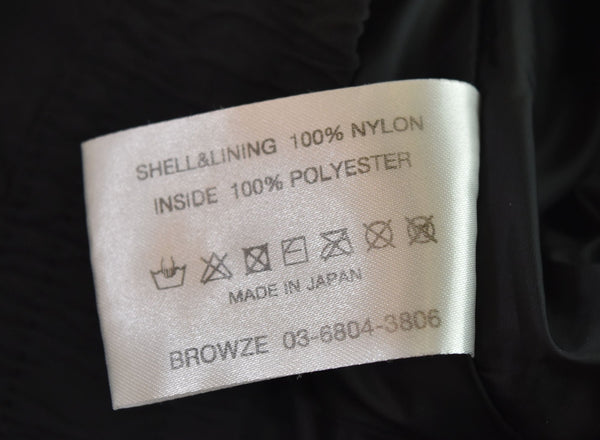 SHELL&LINING 100% NYLON
INSIDE 100% POLYESTER
MADE IN JAPAN
BROWZE 03-6804-3806